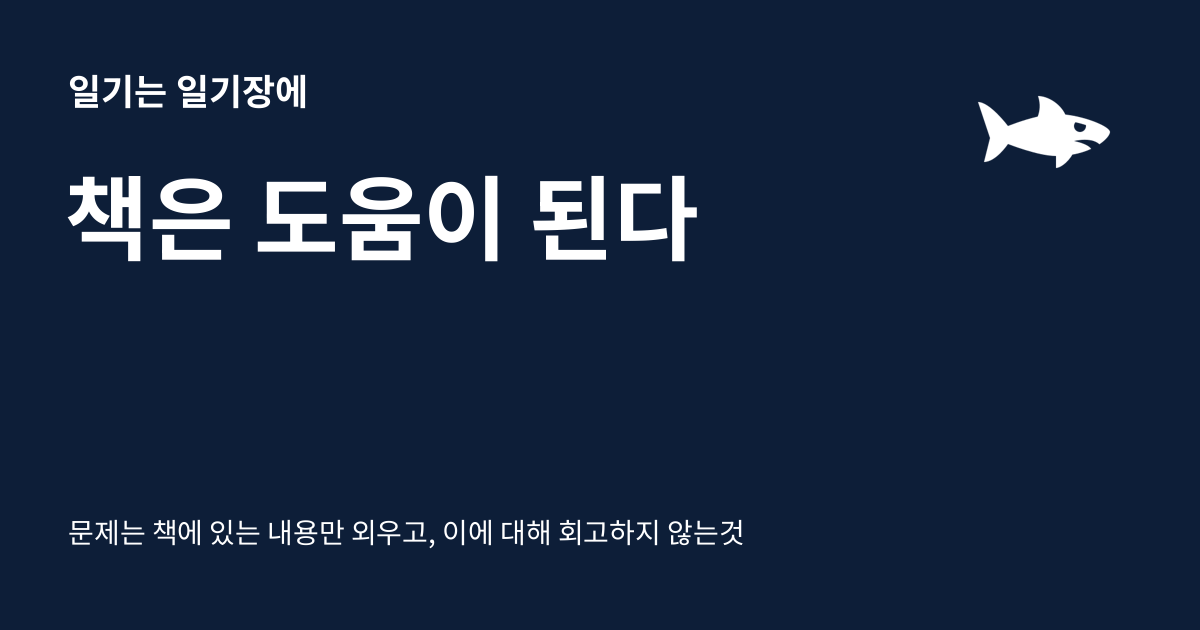 일기는 일기장에
책은 도움이 된다
문제는 책에 있는 내용만 외우고, 이에 대해 회고하지 않는것